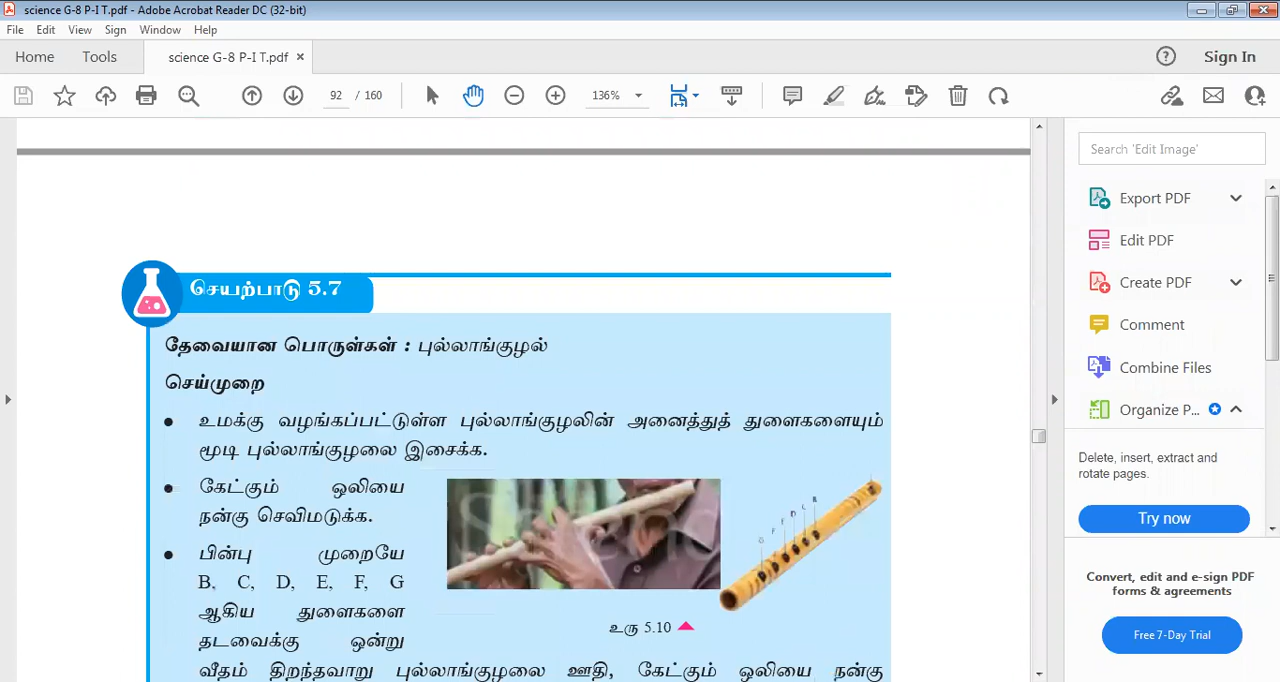 science G-8 P-I T.pdf - Adobe Acrobat Reader DC (32-bit)
File Edit View Sign Window Help
Home Tools science G-8 P-I T.pdf × Sign In
92 / 160 136%
Search 'Edit Image'
Export PDF
Edit PDF
Create PDF
Comment
Combine Files
Organize P...
Delete, insert, extract and
rotate pages.
Try now
Convert, edit and e-sign PDF
forms & agreements
Free 7-Day Trial
செயற்பாடு 5.7
தேவையான பொருள்கள் : புல்லாங்குழல்
செய்முறை
● உமக்கு வழங்கப்பட்டுள்ள புல்லாங்குழலின் அனைத்துத் துளைகளையும்
மூடி புல்லாங்குழலை இசைக்க.
● கேட்கும் ஒலியை
நன்கு செவிமடுக்க.
● பின்பு முறையே
B, C, D, E, F, G
ஆகிய துளைகளை
தடவைக்கு ஒன்று
வீதம் திறந்தவாறு புல்லாங்குழலை ஊதி, கேட்கும் ஒலியை நன்கு
உரு 5.10